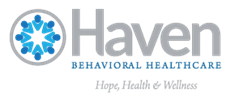 Haven
BEHAVIORAL HEALTHCARE
Hope, Health & Wellness